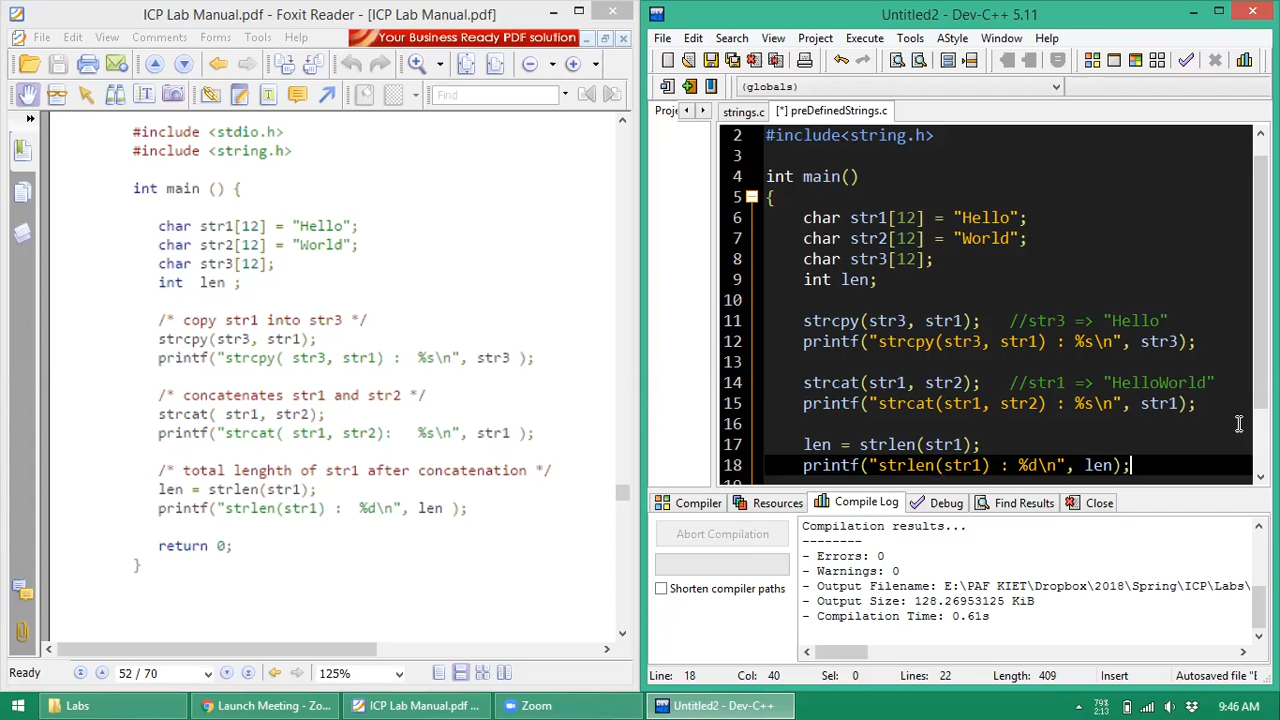 ICP Lab Manual.pdf - Foxit Reader - [ICP Lab Manual.pdf]
File Edit View Comments Forms Tools Help
Your Business Ready PDF solution
Find
#include <stdio.h>
#include <string.h>
int main () {
char str1[12] = "Hello";
char str2[12] = "World";
char str3[12];
int  len ;
/* copy str1 into str3 */
strcpy(str3, str1);
printf("strcpy( str3, str1) :  %s\n", str3 );
/* concatenates str1 and str2 */
strcat( str1, str2);
printf("strcat( str1, str2):   %s\n", str1 );
/* total lenghth of str1 after concatenation */
len = strlen(str1);
printf("strlen(str1) :  %d\n", len );
return 0;
}
Ready 52 / 70 125%
Untitled2 - Dev-C++ 5.11
File Edit Search View Project Execute Tools AStyle Window Help
(globals)
Proje strings.c [*] preDefinedStrings.c
2 #include<string.h>
3
4 int main()
5 {
6 char str1[12] = "Hello";
7 char str2[12] = "World";
8 char str3[12];
9 int len;
10
11 strcpy(str3, str1);   //str3 => "Hello"
12 printf("strcpy(str3, str1) : %s\n", str3);
13
14 strcat(str1, str2);   //str1 => "HelloWorld"
15 printf("strcat(str1, str2) : %s\n", str1);
16
17 len = strlen(str1);
18 printf("strlen(str1) : %d\n", len);
Compiler Resources Compile Log Debug Find Results Close
Abort Compilation
Shorten compiler paths
Compilation results...
--------
- Errors: 0
- Warnings: 0
- Output Filename: E:\PAF KIET\Dropbox\2018\Spring\ICP\Labs\
- Output Size: 128.26953125 KiB
- Compilation Time: 0.61s
Line: 18 Col: 40 Sel: 0 Lines: 22 Length: 409 Insert Autosaved file "E
Labs Launch Meeting - Zo... ICP Lab Manual.pdf ... Zoom Untitled2 - Dev-C++ ... 79% 2:13 9:46 AM